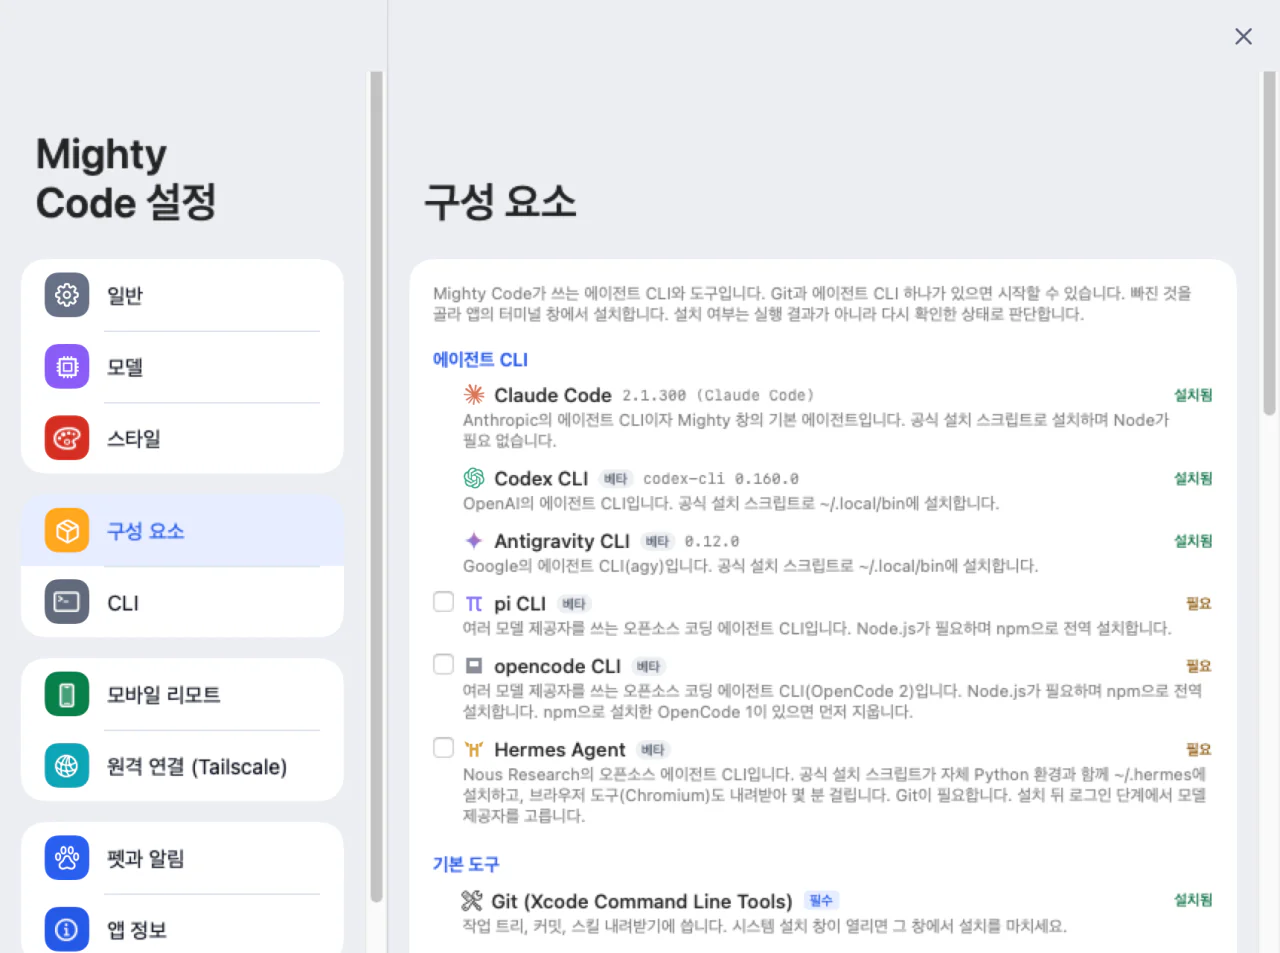 Mighty
Code 설정
일반
모델
스타일
구성 요소
CLI
모바일 리모트
원격 연결 (Tailscale)
펫과 알림
앱 정보
구성 요소
Mighty Code가 쓰는 에이전트 CLI와 도구입니다. Git과 에이전트 CLI 하나가 있으면 시작할 수 있습니다. 빠진 것을
골라 앱의 터미널 창에서 설치합니다. 설치 여부는 실행 결과가 아니라 다시 확인한 상태로 판단합니다.
에이전트 CLI
Claude Code 2.1.300 (Claude Code) 설치됨
Anthropic의 에이전트 CLI이자 Mighty 창의 기본 에이전트입니다. 공식 설치 스크립트로 설치하며 Node가
필요 없습니다.
Codex CLI 베타 codex-cli 0.160.0 설치됨
OpenAI의 에이전트 CLI입니다. 공식 설치 스크립트로 ~/.local/bin에 설치합니다.
Antigravity CLI 베타 0.12.0 설치됨
Google의 에이전트 CLI(agy)입니다. 공식 설치 스크립트로 ~/.local/bin에 설치합니다.
pi CLI 베타 필요
여러 모델 제공자를 쓰는 오픈소스 코딩 에이전트 CLI입니다. Node.js가 필요하며 npm으로 전역 설치합니다.
opencode CLI 베타 필요
여러 모델 제공자를 쓰는 오픈소스 코딩 에이전트 CLI(OpenCode 2)입니다. Node.js가 필요하며 npm으로 전역
설치합니다. npm으로 설치한 OpenCode 1이 있으면 먼저 지웁니다.
Hermes Agent 베타 필요
Nous Research의 오픈소스 에이전트 CLI입니다. 공식 설치 스크립트가 자체 Python 환경과 함께 ~/.hermes에
설치하고, 브라우저 도구(Chromium)도 내려받아 몇 분 걸립니다. Git이 필요합니다. 설치 뒤 로그인 단계에서 모델
제공자를 고릅니다.
기본 도구
Git (Xcode Command Line Tools) 필수 설치됨
작업 트리, 커밋, 스킬 내려받기에 씁니다. 시스템 설치 창이 열리면 그 창에서 설치를 마치세요.